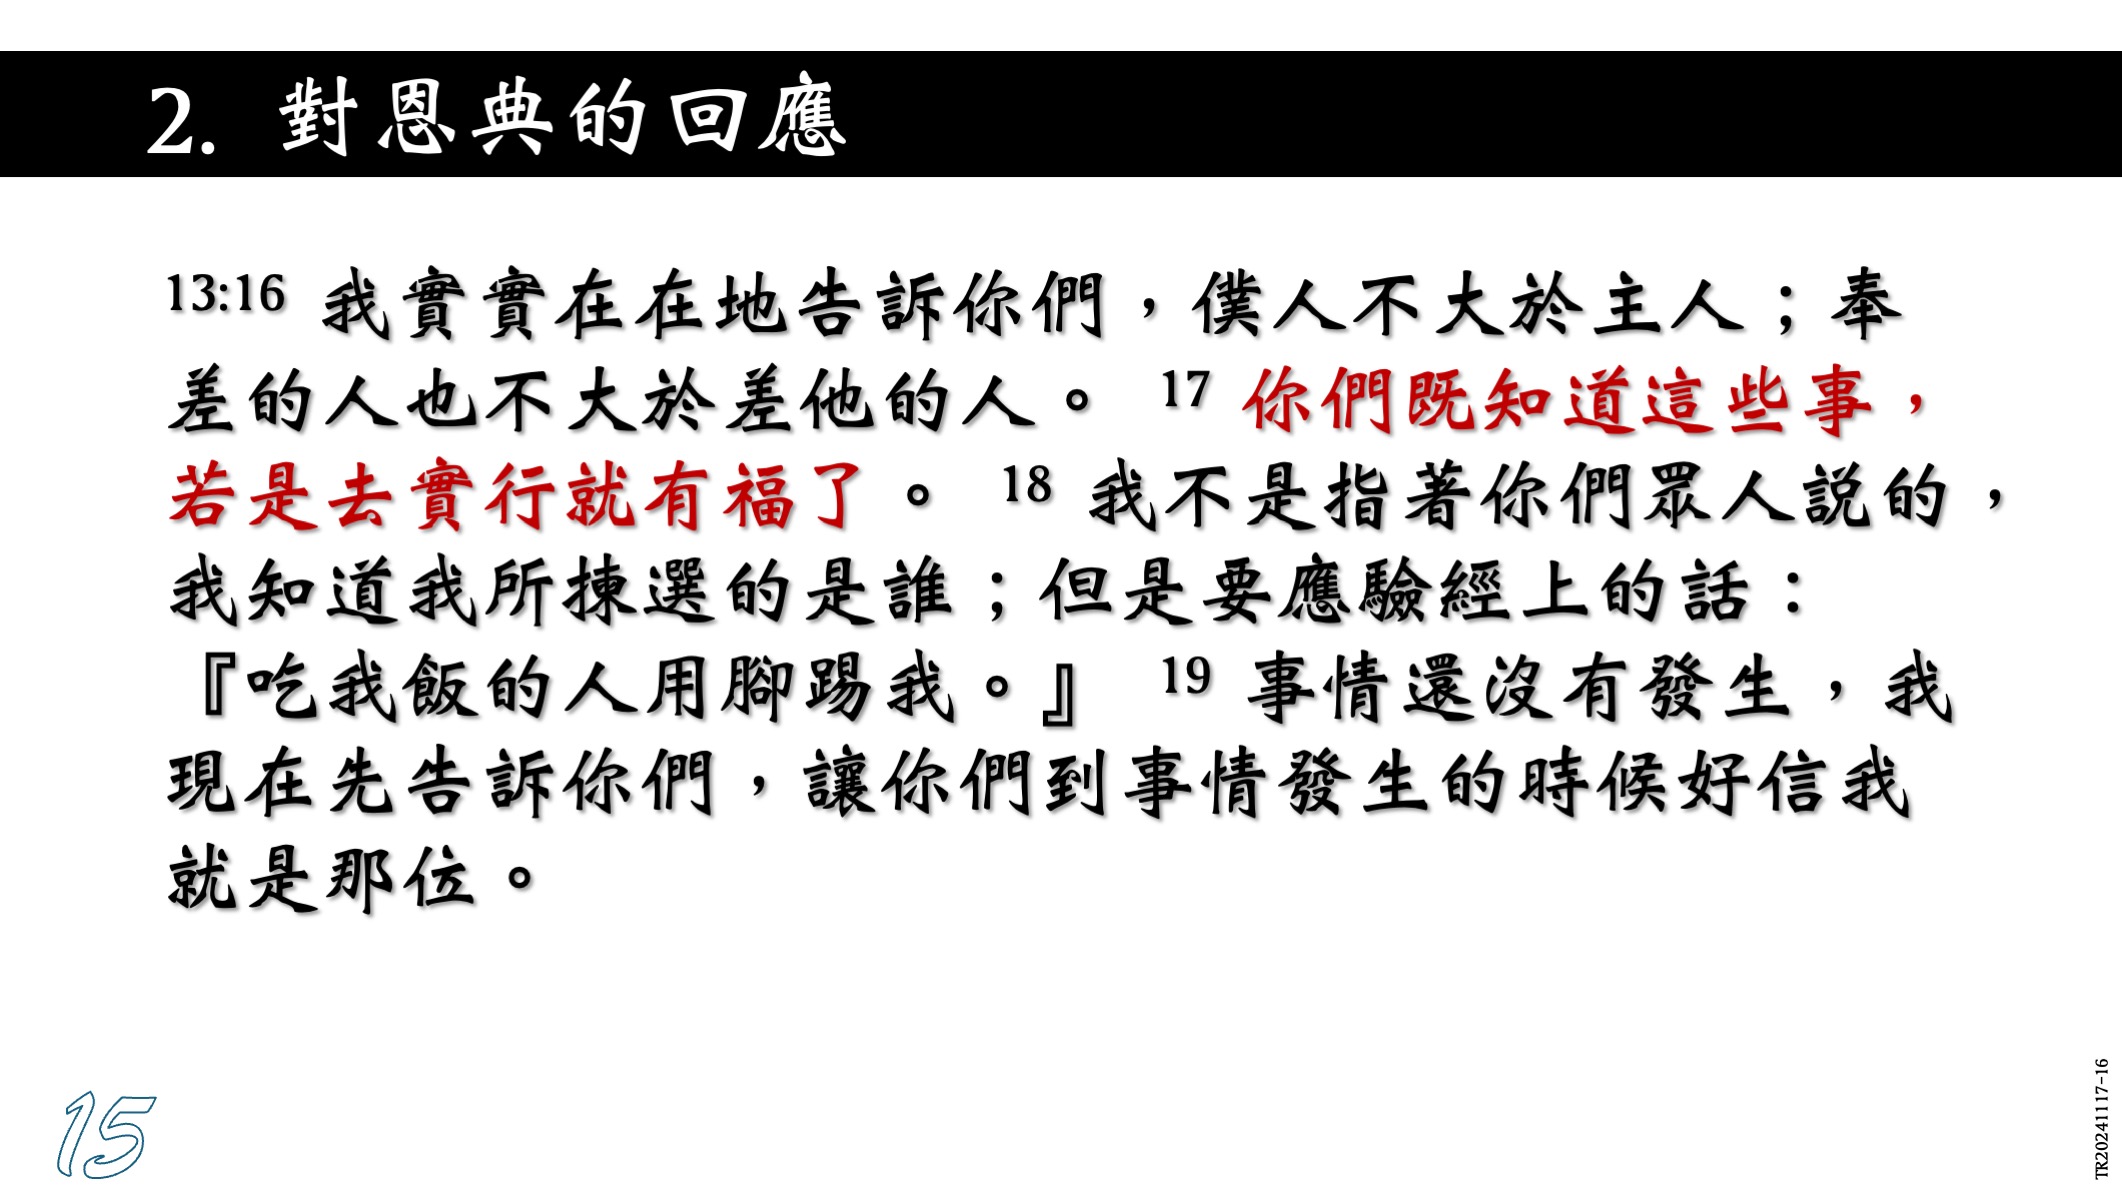 2. 對恩典的回應
13:16 我實實在在地告訴你們，僕人不大於主人；奉
差的人也不大於差他的人。 17 你們既知道這些事，
若是去實行就有福了。 18 我不是指著你們眾人説的，
我知道我所揀選的是誰；但是要應驗經上的話：
『吃我飯的人用腳踢我。』 19 事情還沒有發生，我
現在先告訴你們，讓你們到事情發生的時候好信我
就是那位。
15
TR20241117-16